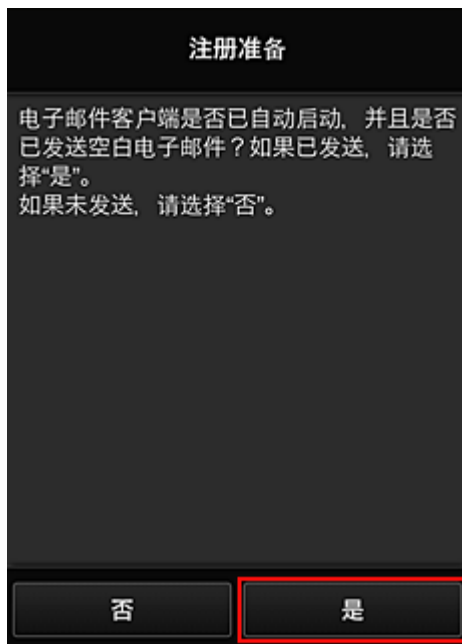 注册准备
电子邮件客户端是否已自动启动，并且是否
已发送空白电子邮件？如果已发送，请选
择“是”。
如果未发送，请选择“否”。
否
是